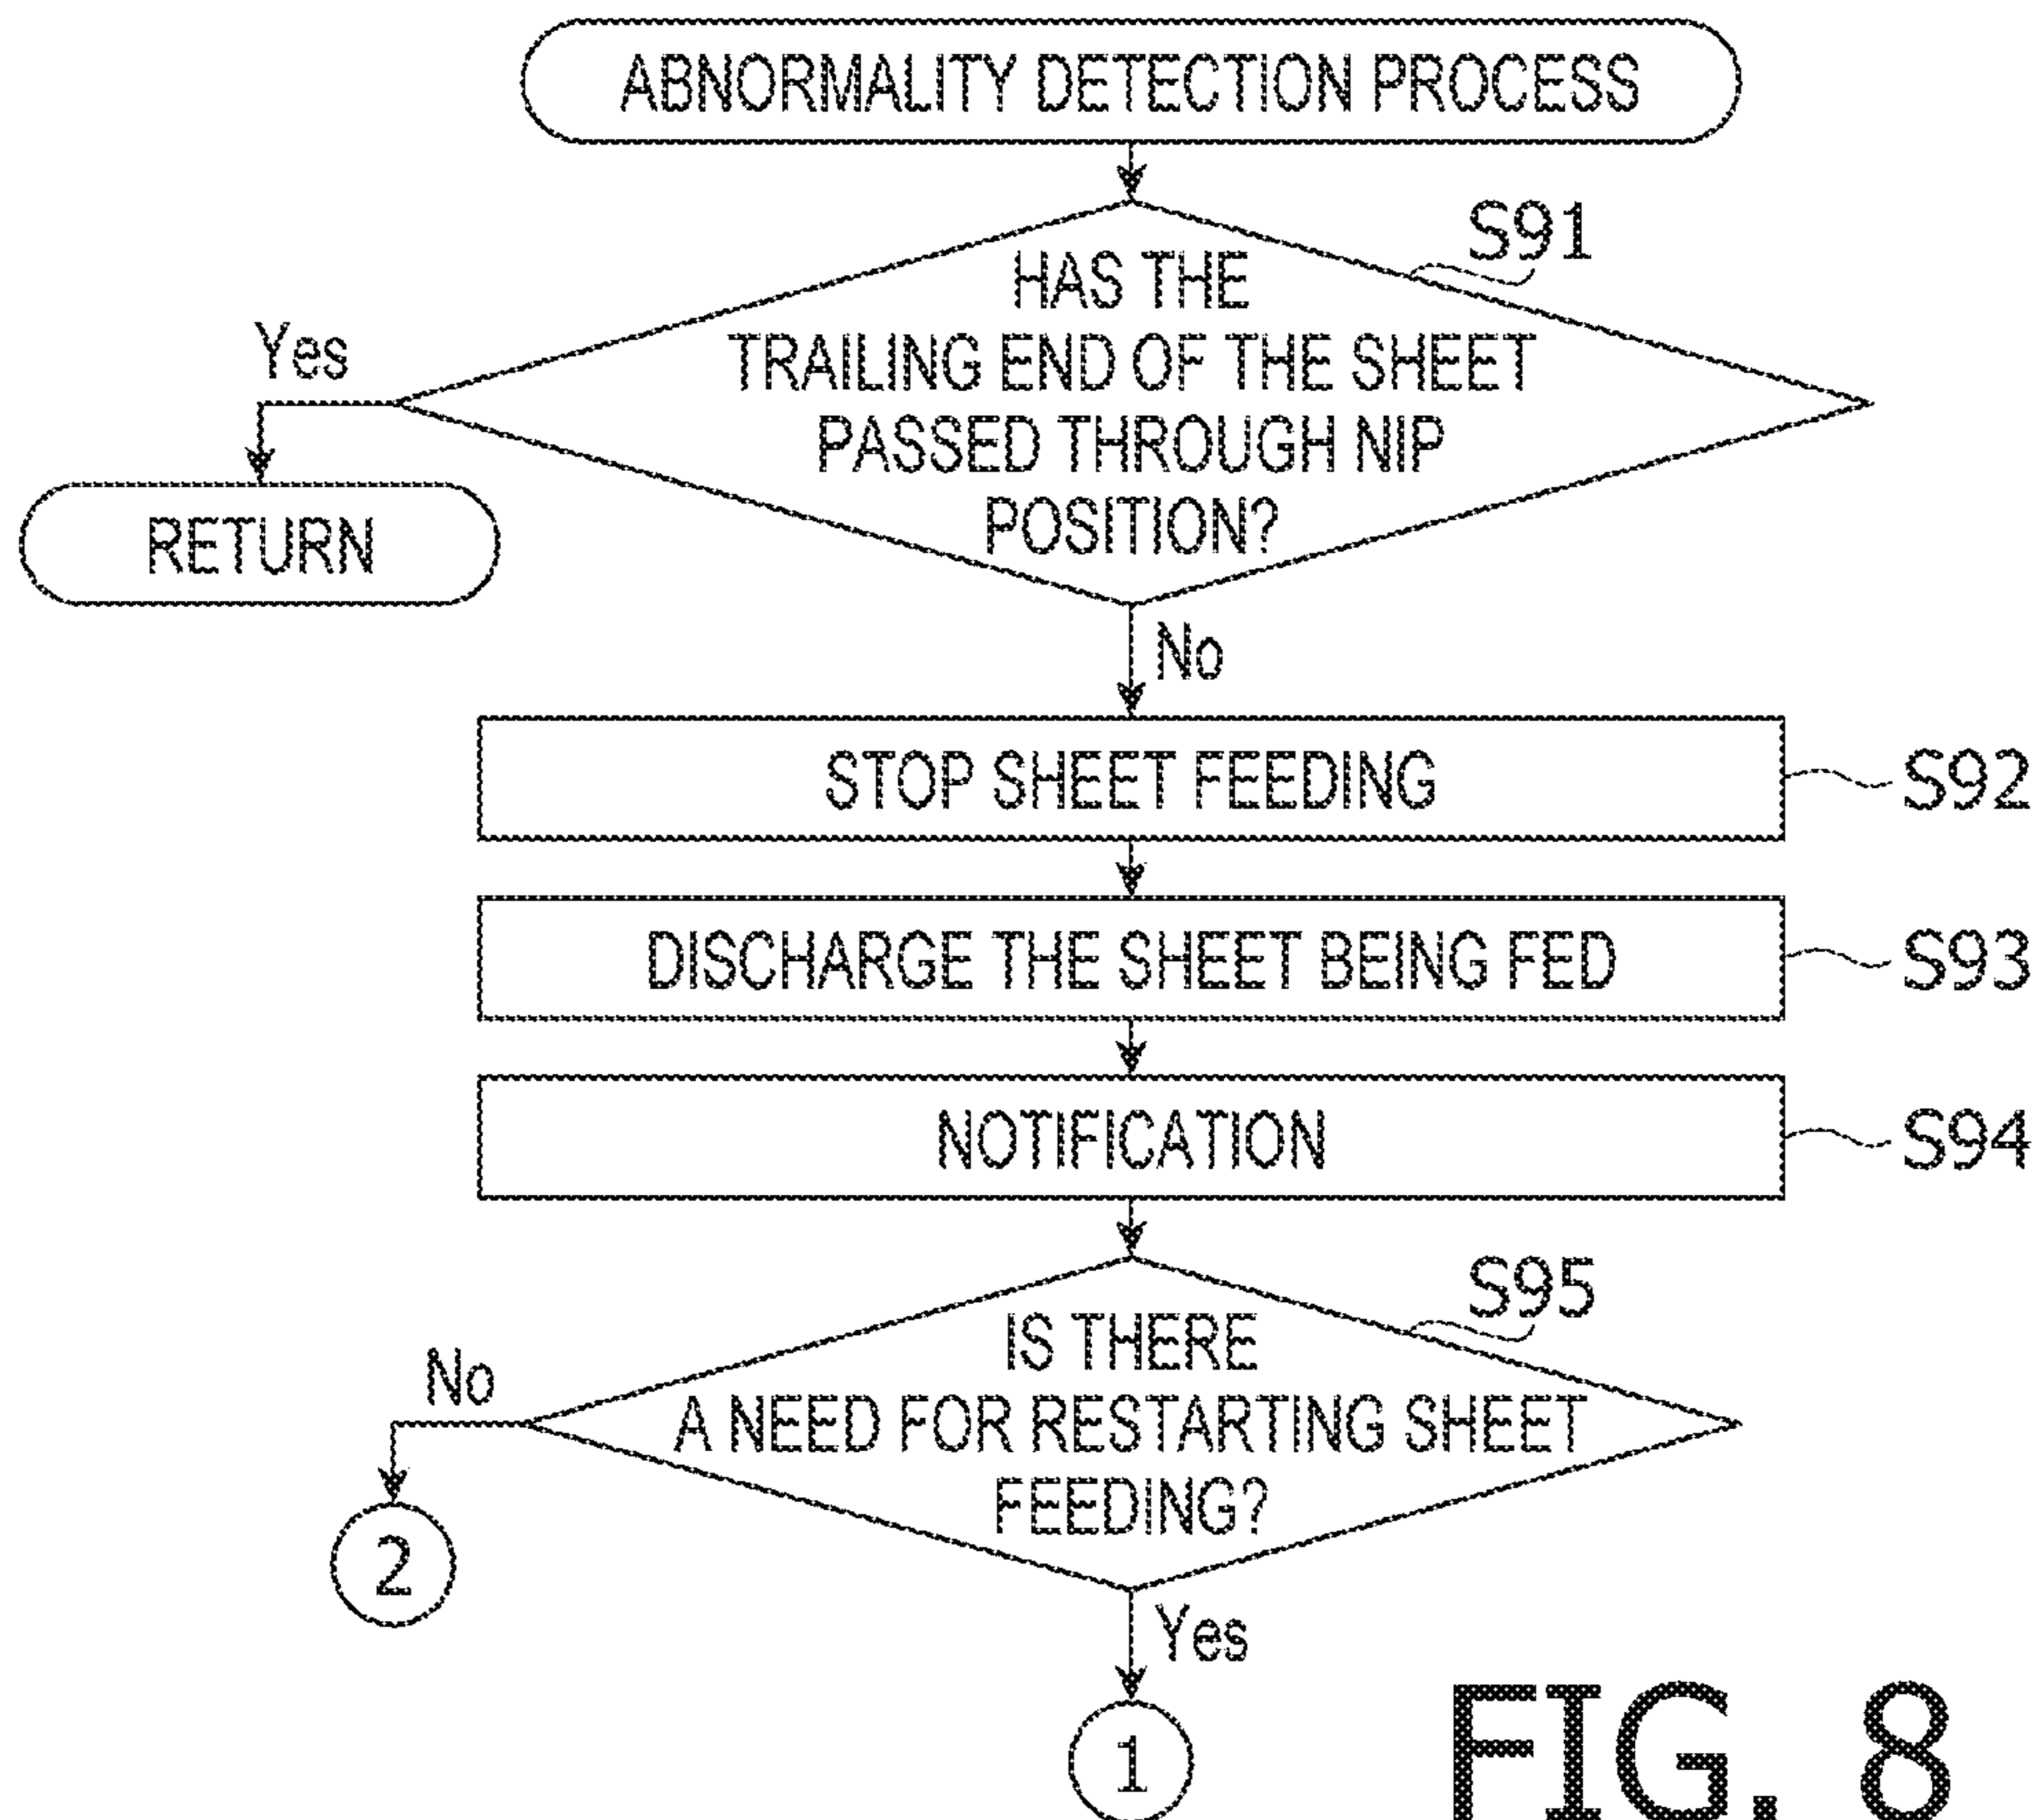 ABNORMALITY DETECTION PROCESS
S91
HAS THE
TRAILING END OF THE SHEET
PASSED THROUGH NIP
POSITION?
Yes
RETURN
No
STOP SHEET FEEDING
S92
DISCHARGE THE SHEET BEING FED
S93
NOTIFICATION
S94
S95
IS THERE
A NEED FOR RESTARTING SHEET
FEEDING?
No
2
Yes
1
FIG. 8